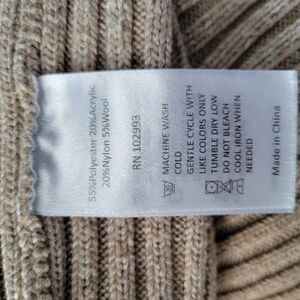 55%Polyester 20%Acrylic
20%Nylon 5%Wool
RN 102993
MACHINE WASH
COLD
GENTLE CYCLE WITH
LIKE COLORS ONLY
TUMBLE DRY LOW
DO NOT BLEACH
COOL IRON WHEN
NEEDED
Made in China